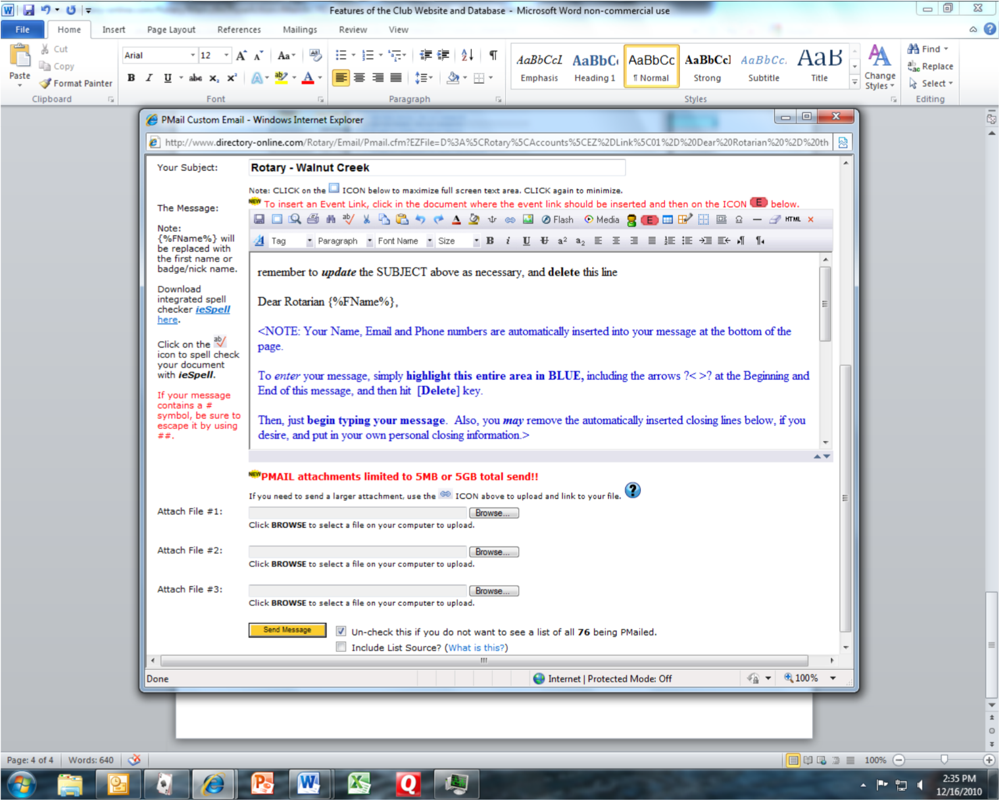 Features of the Club Website and Database - Microsoft Word non-commercial use
File Home Insert Page Layout References Mailings Review View
Cut
Copy
Format Painter
Paste
Clipboard
Arial 12
Font
Paragraph
AaBbCcI AaBbC AaBbCc AaBbCcI AaBbCc. AaB
Emphasis Heading 1 ¶ Normal Strong Subtitle Title
Change Styles
Styles
Find
Replace
Select
Editing
PMail Custom Email - Windows Internet Explorer
http://www.directory-online.com/Rotary/Email/Pmail.cfm?EZFile=D%3A%5CRotary%5CAccounts%5CEZ%2DLink%5C01%2D%20Dear%20Rotarian%20%2D%20th
Your Subject: Rotary - Walnut Creek
Note: CLICK on the ICON below to maximize full screen text area. CLICK again to minimize.
NEW To insert an Event Link, click in the document where the event link should be inserted and then on the ICON E below.
The Message:
Note:
{%FName%} will
be replaced with
the first name or
badge/nick name.
Download
integrated spell
checker ieSpell
here.
Click on the
icon to spell check
your document
with ieSpell.
If your message
contains a #
symbol, be sure to
escape it by using
##.
Flash Media E HTML
Tag Paragraph Font Name Size
remember to update the SUBJECT above as necessary, and delete this line
Dear Rotarian {%FName%},
<NOTE: Your Name, Email and Phone numbers are automatically inserted into your message at the bottom of the
page.
To enter your message, simply highlight this entire area in BLUE, including the arrows ?< >? at the Beginning and
End of this message, and then hit [Delete] key.
Then, just begin typing your message. Also, you may remove the automatically inserted closing lines below, if you
desire, and put in your own personal closing information.>
NEW PMAIL attachments limited to 5MB or 5GB total send!!
If you need to send a larger attachment, use the ICON above to upload and link to your file.
Attach File #1: Browse...
Click BROWSE to select a file on your computer to upload.
Attach File #2: Browse...
Click BROWSE to select a file on your computer to upload.
Attach File #3: Browse...
Click BROWSE to select a file on your computer to upload.
Send Message Un-check this if you do not want to see a list of all 76 being PMailed.
Include List Source? (What is this?)
Done Internet | Protected Mode: Off 100%
Page: 4 of 4 Words: 640 100%
2:35 PM
12/16/2010